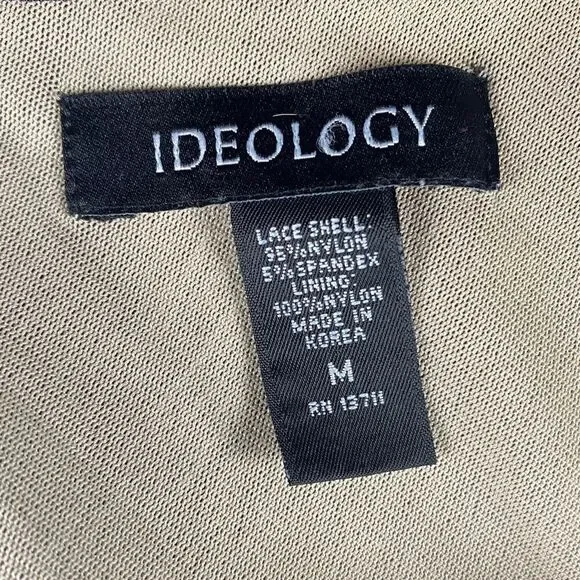 IDEOLOGY
LACE SHELL:
95%NYLON
5%SPANDEX
LINING:
100%NYLON
MADE IN
KOREA
M
RN 13711